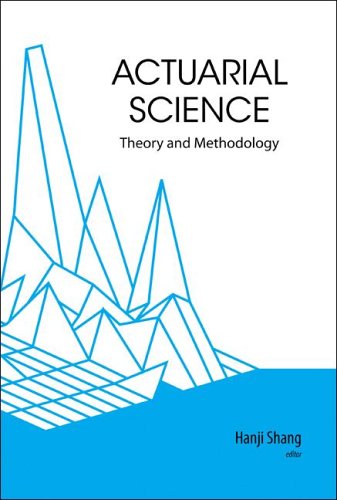 ACTUARIAL
SCIENCE
Theory and Methodology
Hanji Shang
editor